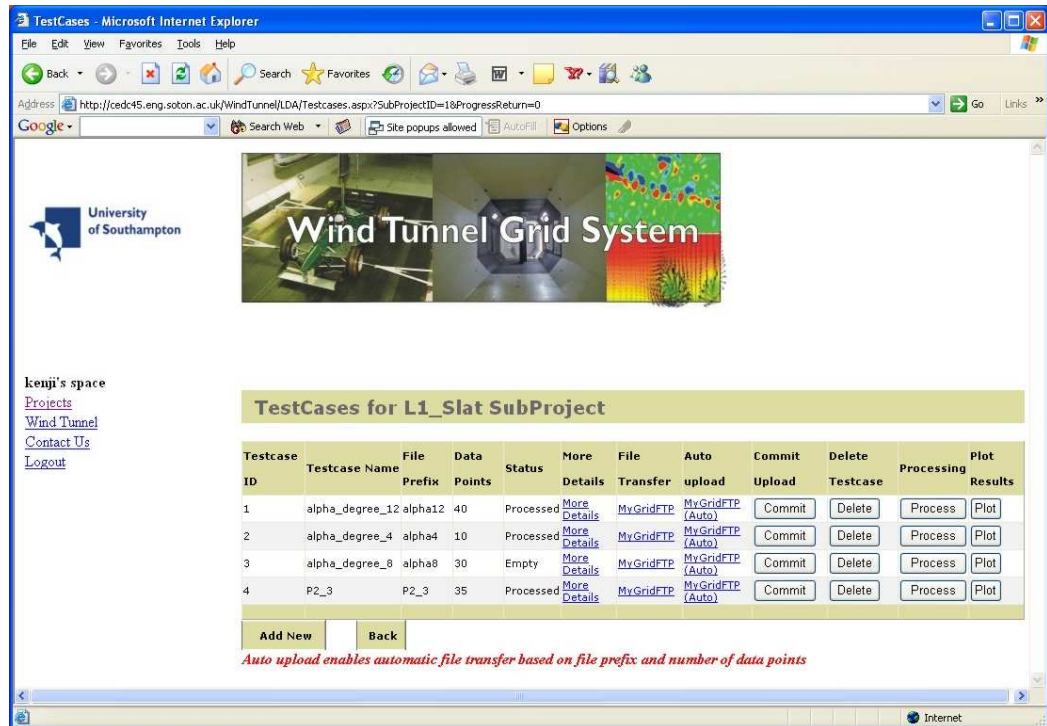 TestCases - Microsoft Internet Explorer
File Edit View Favorites Tools Help
Back Search Favorites
Address http://cedc45.eng.soton.ac.uk/WindTunnel/LDA/Testcases.aspx?SubProjectID=1&ProgressReturn=0 Go Links »
Google Search Web Site popups allowed AutoFill Options
University
of Southampton
Wind Tunnel Grid System
kenji's space
Projects
Wind Tunnel
Contact Us
Logout
TestCases for L1_Slat SubProject
Testcase ID Testcase Name File Prefix Data Points Status More Details File Transfer Auto upload Commit Upload Delete Testcase Processing Plot Results
1 alpha_degree_12 alpha12 40 Processed More Details MyGridFTP MyGridFTP (Auto) Commit Delete Process Plot
2 alpha_degree_4 alpha4 10 Processed More Details MyGridFTP MyGridFTP (Auto) Commit Delete Process Plot
3 alpha_degree_8 alpha8 30 Empty More Details MyGridFTP MyGridFTP (Auto) Commit Delete Process Plot
4 P2_3 P2_3 35 Processed More Details MyGridFTP MyGridFTP (Auto) Commit Delete Process Plot
Add New Back
Auto upload enables automatic file transfer based on file prefix and number of data points
Internet